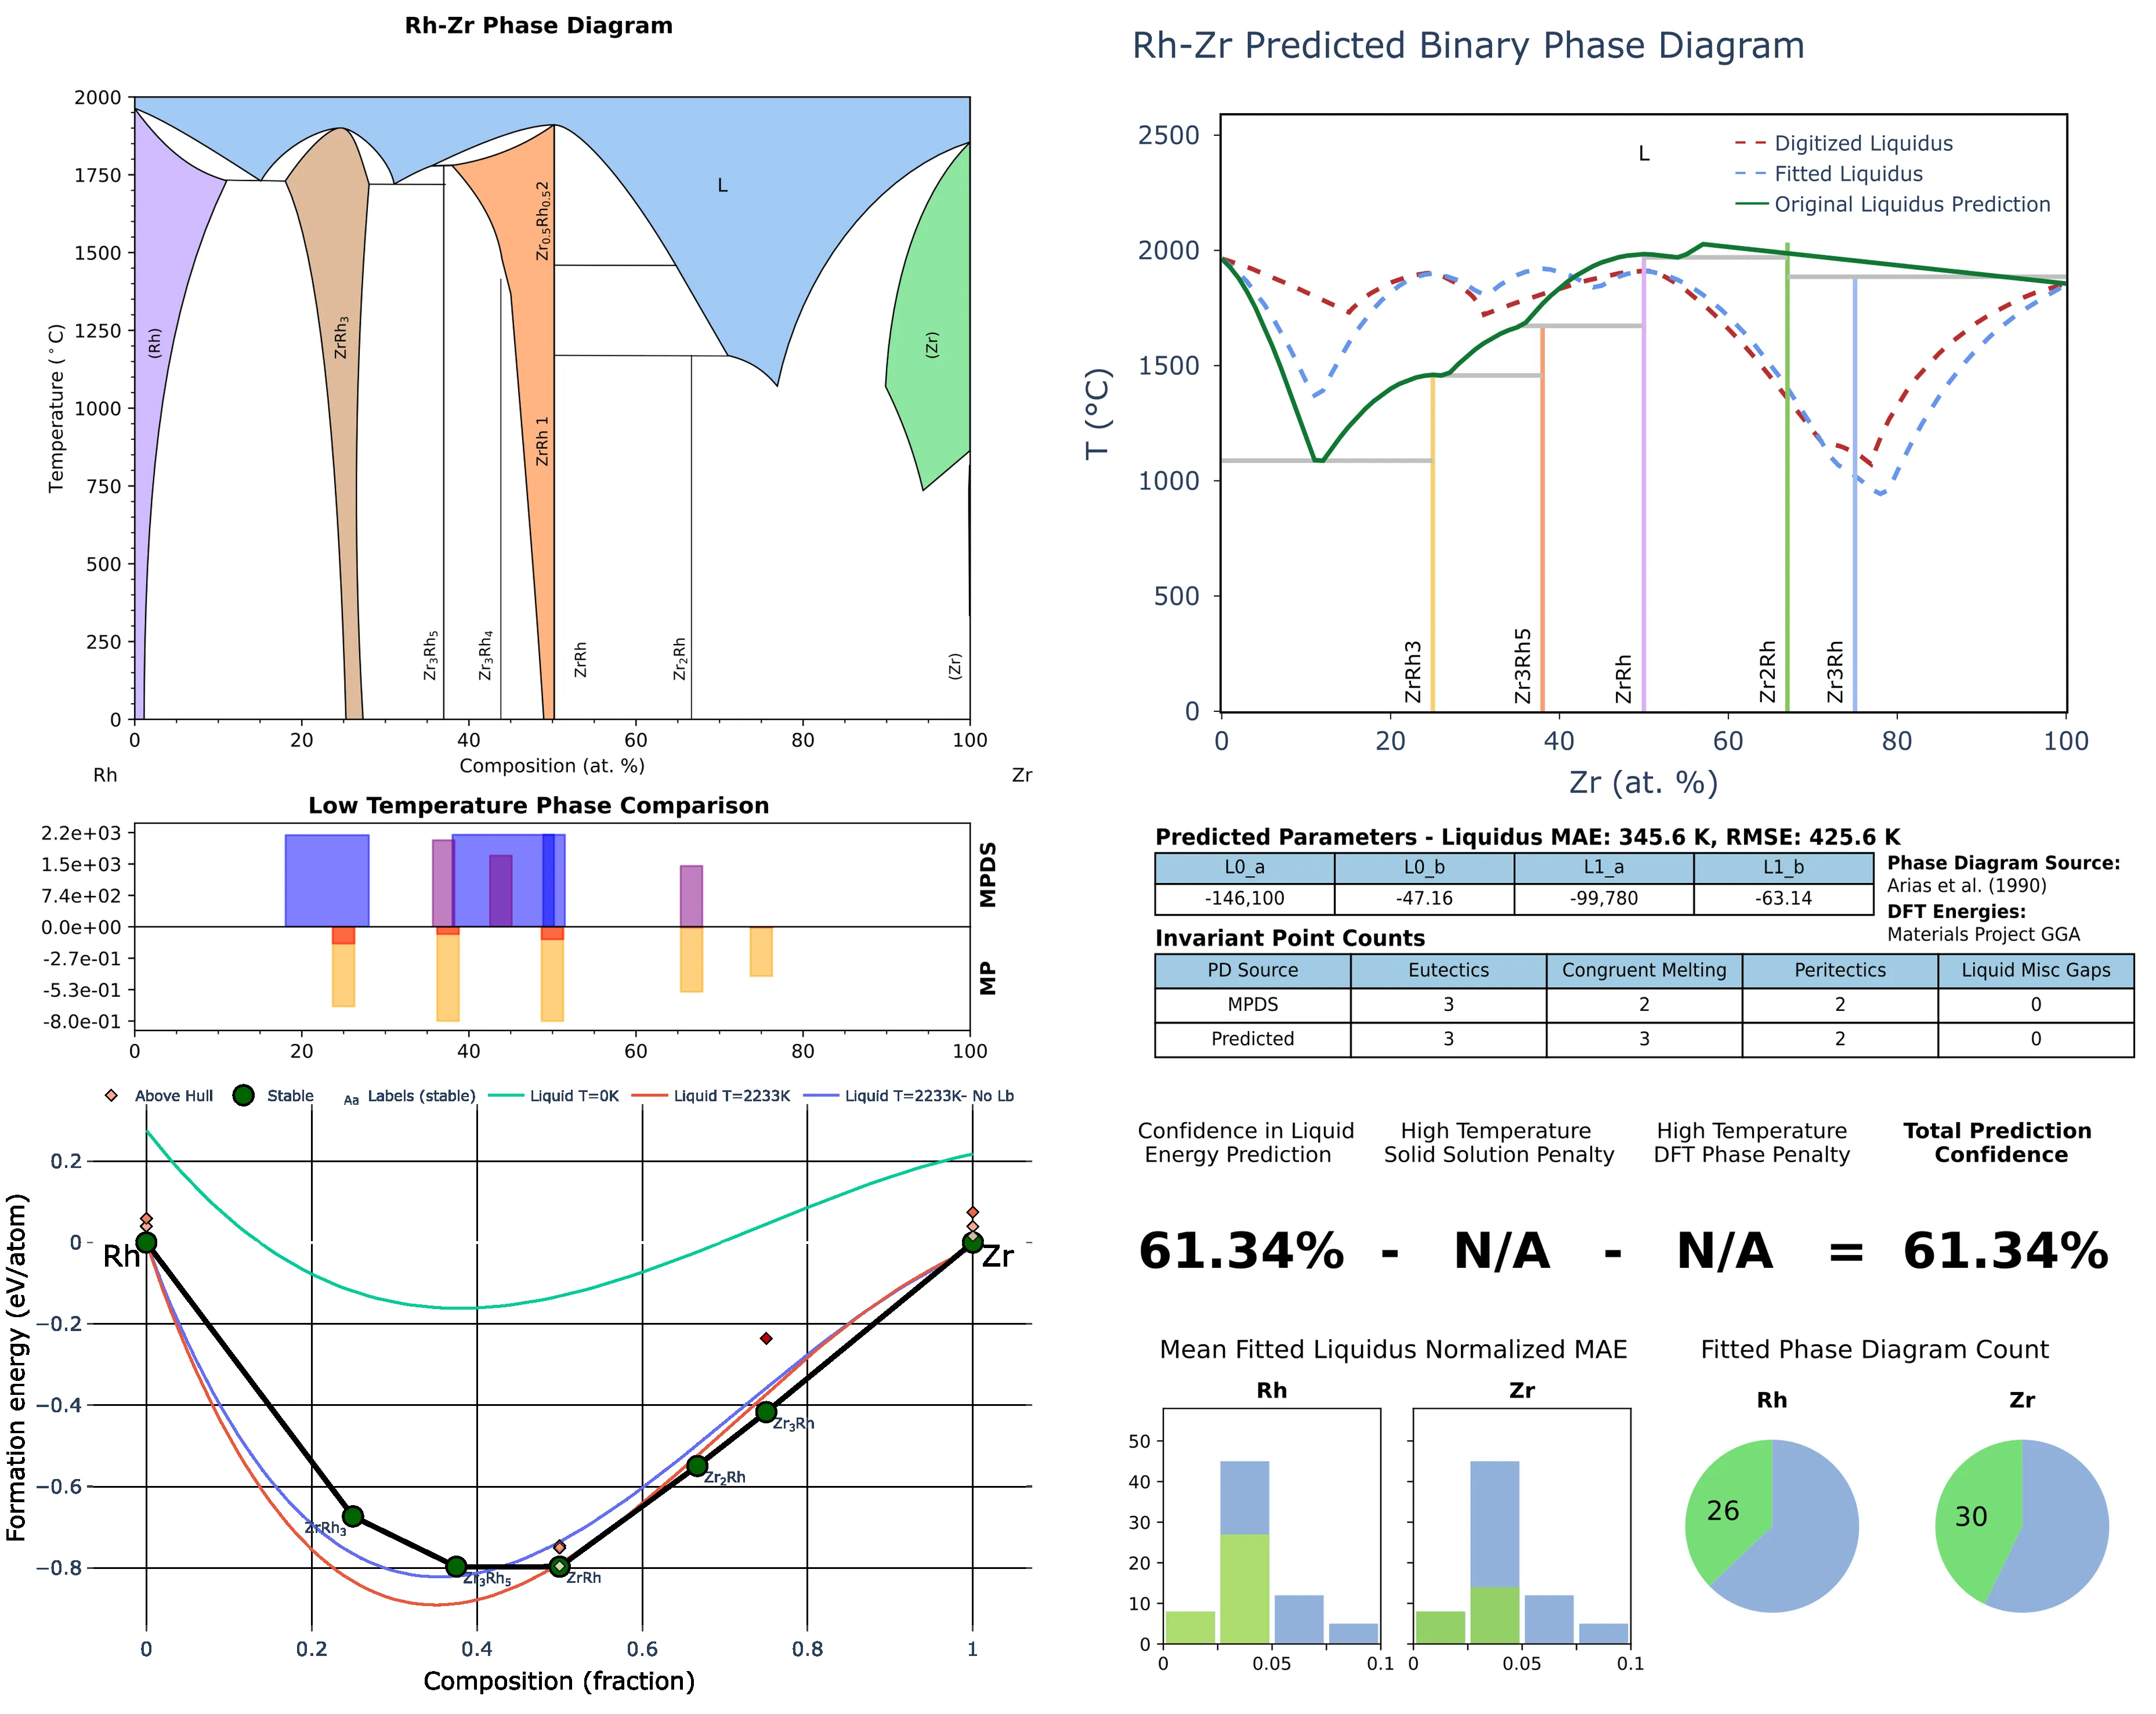 Rh-Zr Phase Diagram
Temperature (°C)
2000
1750
1500
1250
1000
750
500
250
0
(Rh)
ZrRh₃
Zr₃Rh₅
Zr₃Rh₄
Zr₀.₅Rh₀.₅2
ZrRh 1
ZrRh
Zr₂Rh
L
(Zr)
(Zr)
0 20 40 60 80 100
Composition (at. %)
Rh Zr
Low Temperature Phase Comparison
2.2e+03
1.5e+03
7.4e+02
0.0e+00
-2.7e-01
-5.3e-01
-8.0e-01
MPDS
MP
0 20 40 60 80 100
Above Hull Stable Aa Labels (stable) Liquid T=0K Liquid T=2233K Liquid T=2233K- No Lb
Formation energy (eV/atom)
0.2
0
−0.2
−0.4
−0.6
−0.8
Rh
Zr
ZrRh₃
Zr₃Rh₅
ZrRh
Zr₂Rh
Zr₃Rh
0 0.2 0.4 0.6 0.8 1
Composition (fraction)
Rh-Zr Predicted Binary Phase Diagram
T (°C)
2500
2000
1500
1000
500
0
L
Digitized Liquidus
Fitted Liquidus
Original Liquidus Prediction
ZrRh3
Zr3Rh5
ZrRh
Zr2Rh
Zr3Rh
0 20 40 60 80 100
Zr (at. %)
Predicted Parameters - Liquidus MAE: 345.6 K, RMSE: 425.6 K
L0_a L0_b L1_a L1_b
-146,100 -47.16 -99,780 -63.14
Phase Diagram Source:
Arias et al. (1990)
DFT Energies:
Materials Project GGA
Invariant Point Counts
PD Source Eutectics Congruent Melting Peritectics Liquid Misc Gaps
MPDS 3 2 2 0
Predicted 3 3 2 0
Confidence in Liquid
Energy Prediction
High Temperature
Solid Solution Penalty
High Temperature
DFT Phase Penalty
Total Prediction
Confidence
61.34% - N/A - N/A = 61.34%
Mean Fitted Liquidus Normalized MAE
Rh
Zr
50
40
30
20
10
0
0 0.05 0.1
0 0.05 0.1
Fitted Phase Diagram Count
Rh
Zr
26
30